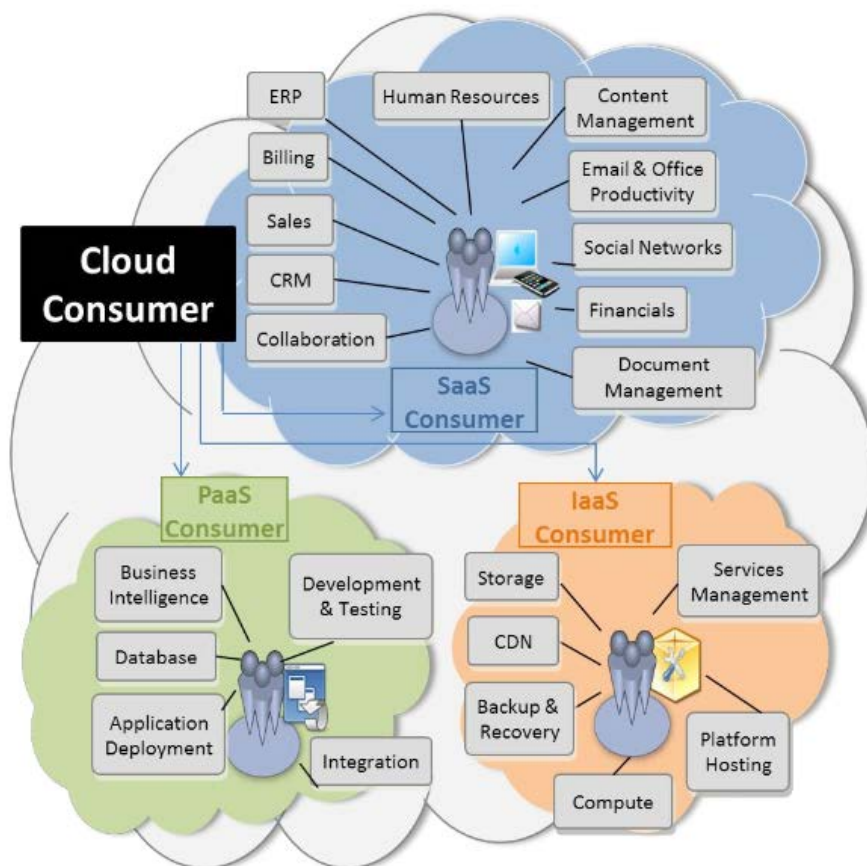 ERP
Human Resources
Content
Management
Billing
Email & Office
Productivity
Sales
Social Networks
Cloud
Consumer
CRM
Financials
Collaboration
Document
Management
SaaS
Consumer
PaaS
Consumer
IaaS
Consumer
Business
Intelligence
Development
& Testing
Database
Application
Deployment
Integration
Storage
Services
Management
CDN
Backup &
Recovery
Platform
Hosting
Compute